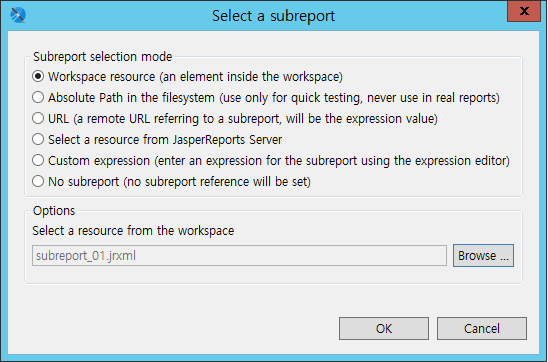 Select a subreport
x
Subreport selection mode
Workspace resource (an element inside the workspace)
Absolute Path in the filesystem (use only for quick testing, never use in real reports)
URL (a remote URL referring to a subreport, will be the expression value)
Select a resource from JasperReports Server
Custom expression (enter an expression for the subreport using the expression editor)
No subreport (no subreport reference will be set)
Options
Select a resource from the workspace
subreport_01.jrxml
Browse ...
OK
Cancel